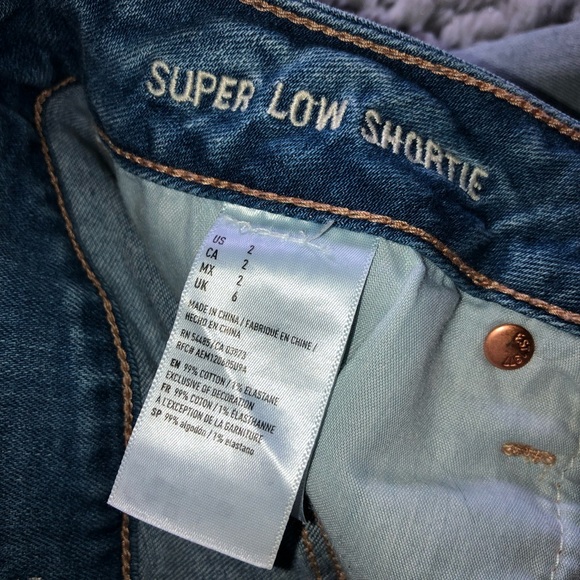 SUPER LOW SHORTIE
US 2
CA 2
MX 2
UK 6
MADE IN CHINA / FABRIQUÉ EN CHINE /
HECHO EN CHINA
RN 54485 / CA 03973
EN 99% COTTON / 1% ELASTANE
EXCLUSIVE OF DECORATION
FR 99% COTON / 1% ÉLASTHANNE
À L'EXCEPTION DE LA GARNITURE
SP 99% algodón / 1% elastano